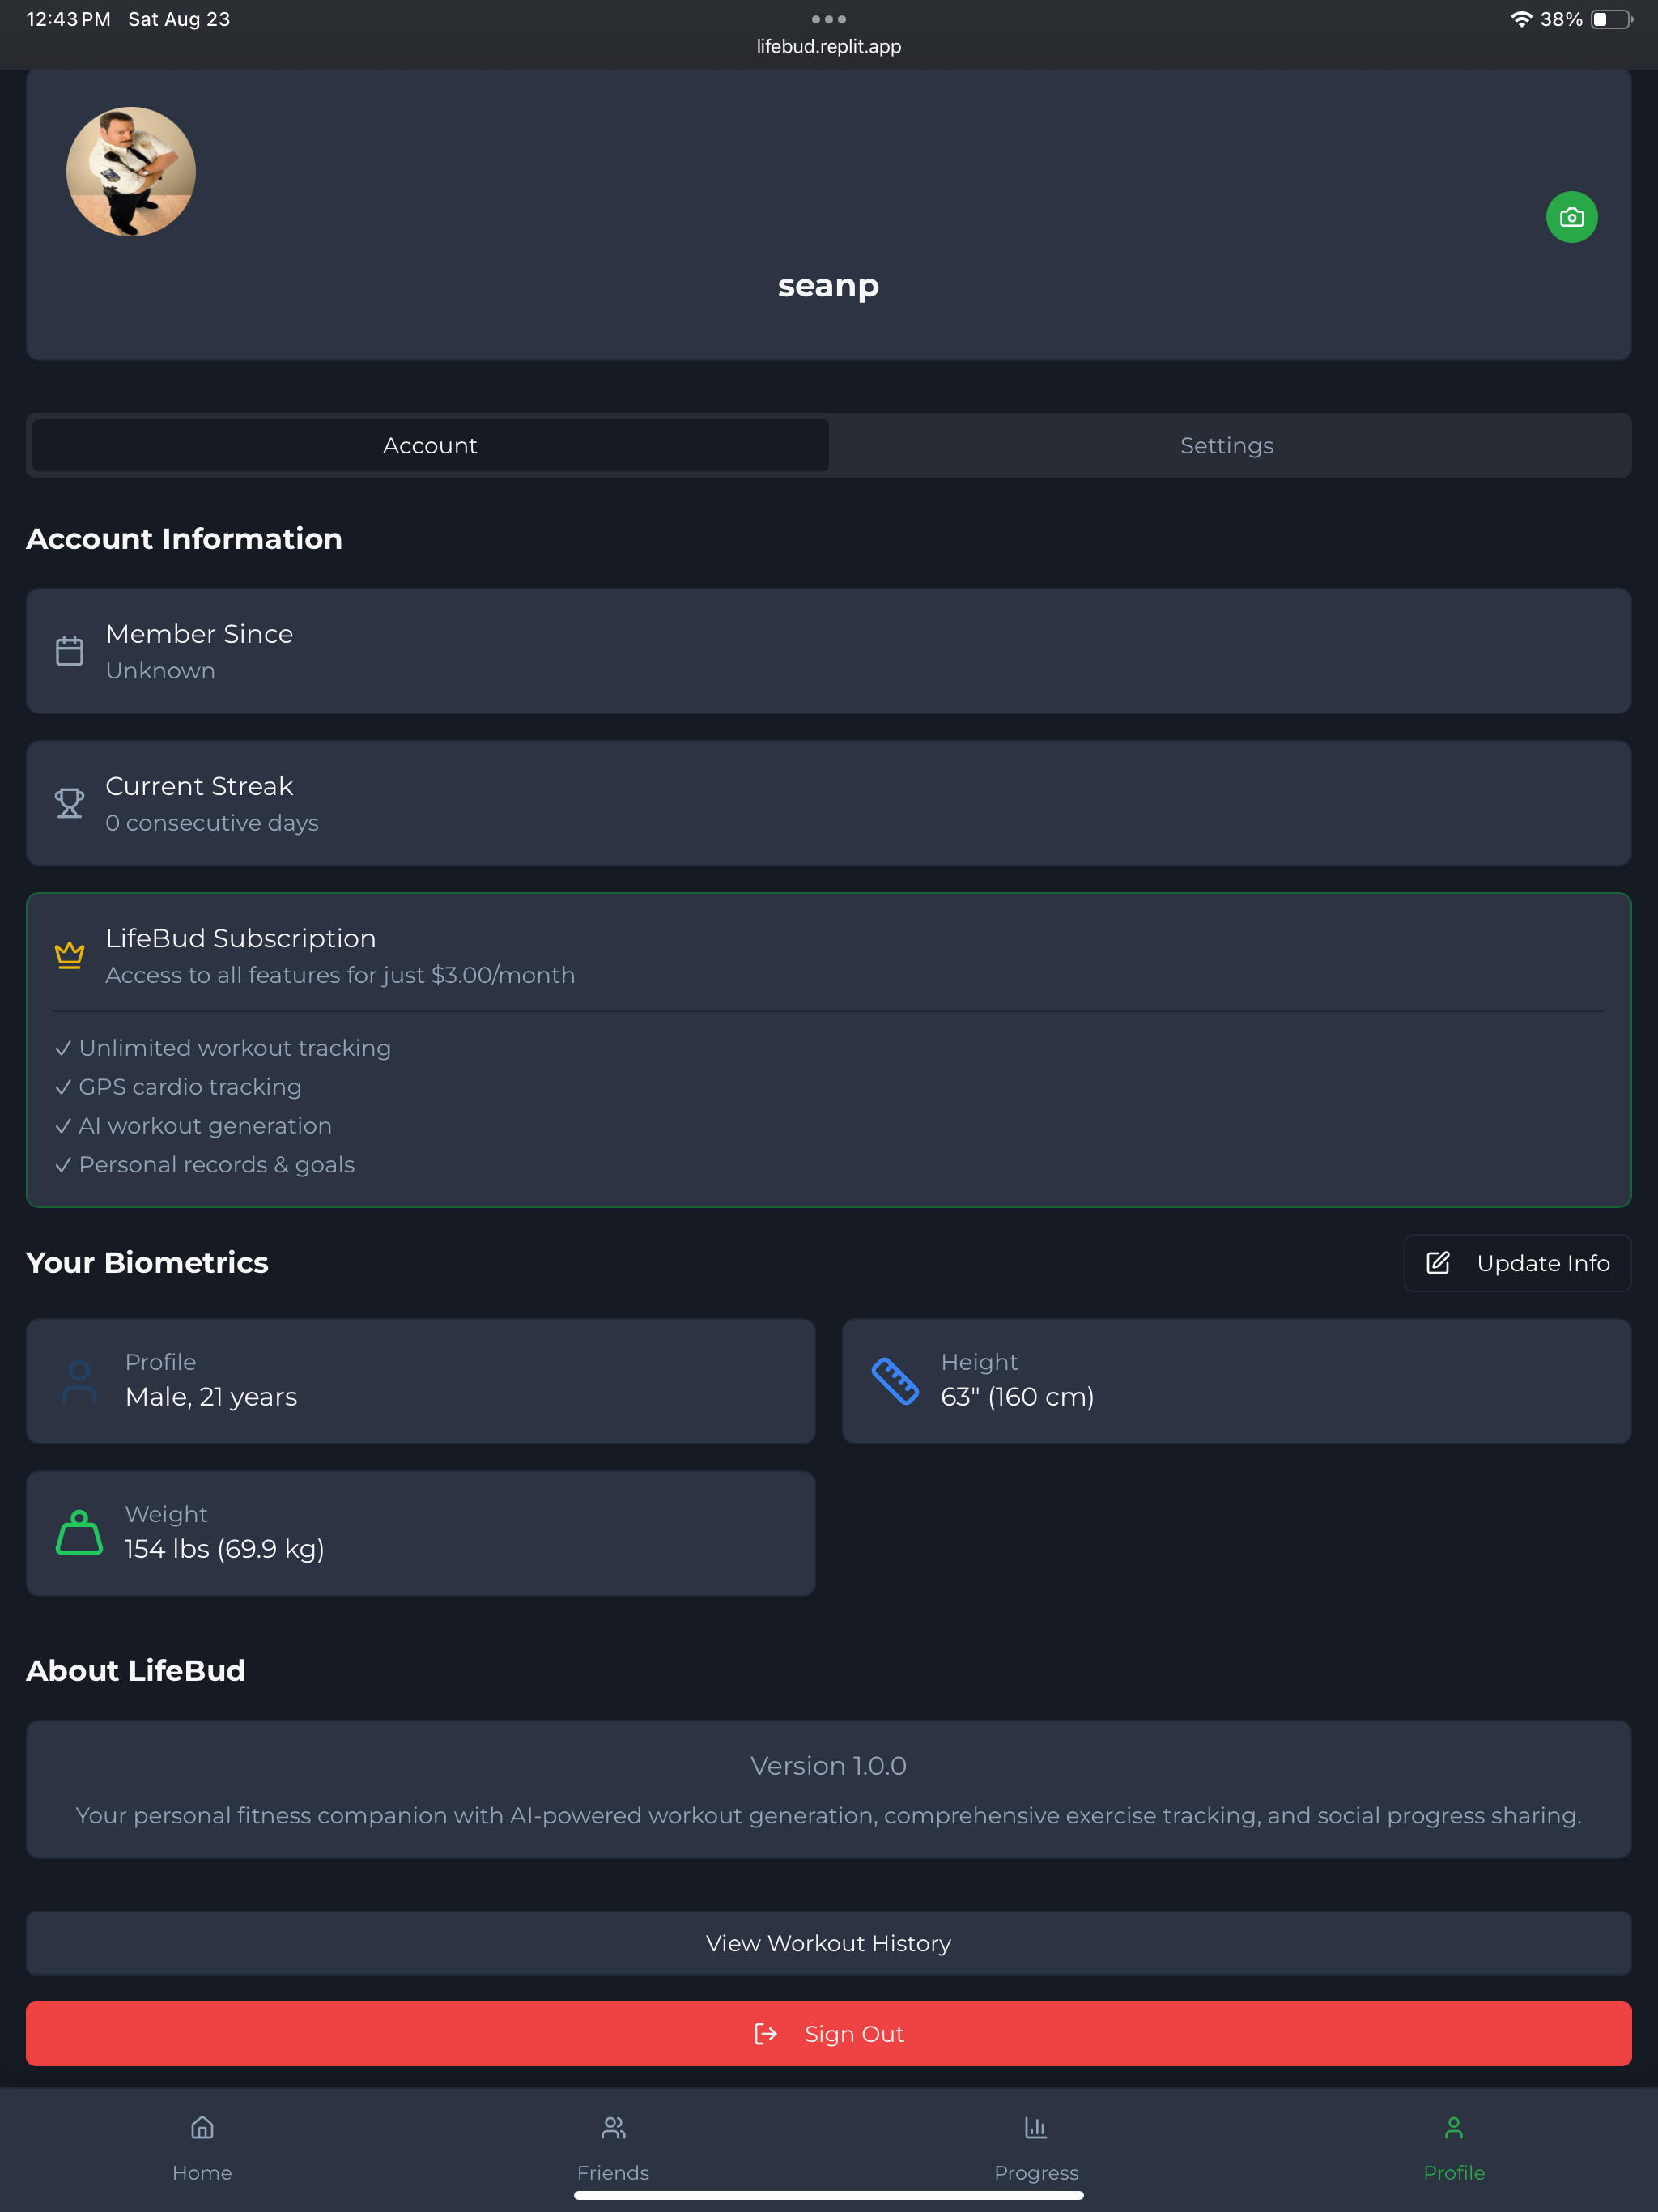 12:43 PM Sat Aug 23
38%
lifebud.replit.app
seanp
Account
Settings
Account Information
Member Since
Unknown
Current Streak
0 consecutive days
LifeBud Subscription
Access to all features for just $3.00/month
✓ Unlimited workout tracking
✓ GPS cardio tracking
✓ AI workout generation
✓ Personal records & goals
Your Biometrics
Update Info
Profile
Male, 21 years
Height
63" (160 cm)
Weight
154 lbs (69.9 kg)
About LifeBud
Version 1.0.0
Your personal fitness companion with AI-powered workout generation, comprehensive exercise tracking, and social progress sharing.
View Workout History
Sign Out
Home
Friends
Progress
Profile